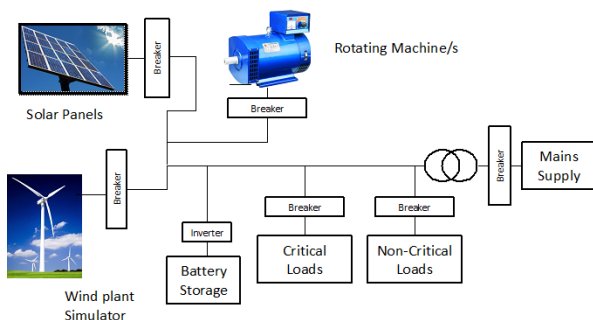 Breaker
Rotating Machine/s
Solar Panels
Breaker
Breaker
Breaker
Mains
Supply
Breaker
Breaker
Inverter
Critical
Loads
Non-Critical
Loads
Battery
Storage
Wind plant
Simulator